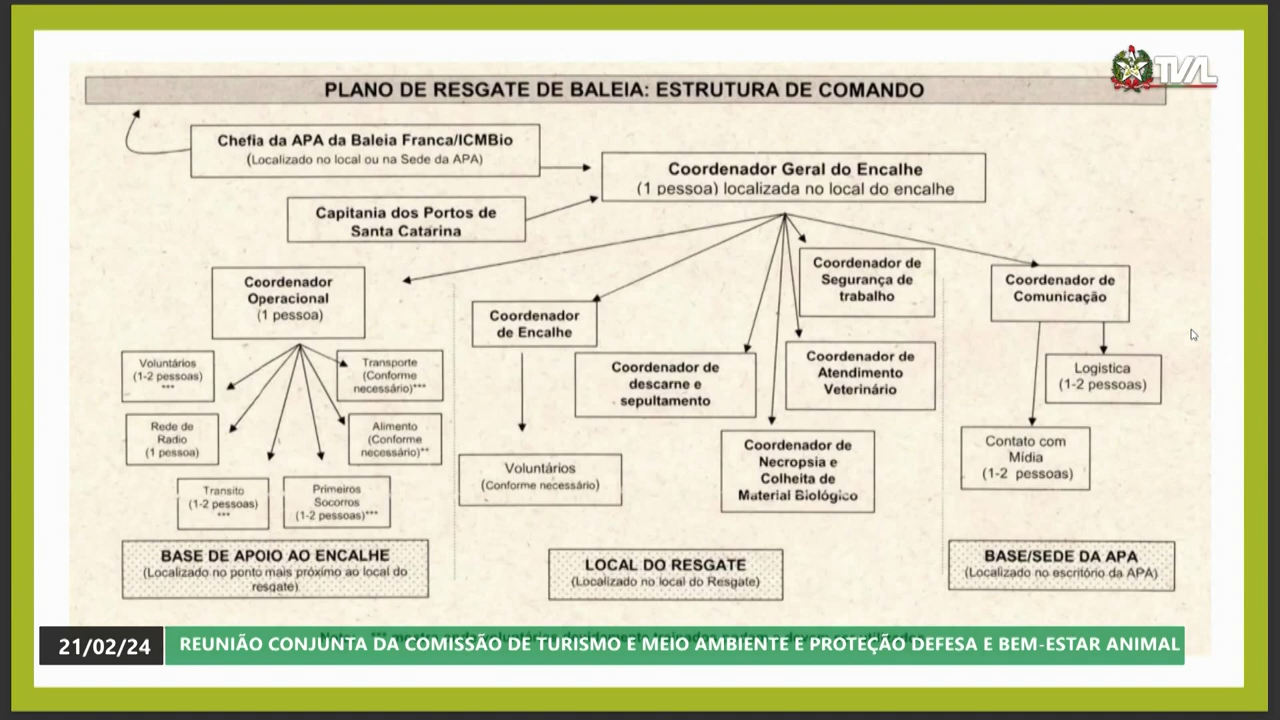 PLANO DE RESGATE DE BALEIA: ESTRUTURA DE COMANDO
TVAL
Chefia da APA da Baleia Franca/ICMBio
(Localizado no local ou na Sede da APA)
Coordenador Geral do Encalhe
(1 pessoa) localizada no local do encalhe
Capitania dos Portos de
Santa Catarina
Coordenador
Operacional
(1 pessoa)
Coordenador
de Encalhe
Coordenador de
Segurança de
trabalho
Coordenador de
Comunicação
Voluntários
(1-2 pessoas)
***
Transporte
(Conforme
necessário)***
Coordenador de
descarne e
sepultamento
Coordenador de
Atendimento
Veterinário
Logística
(1-2 pessoas)
Rede de
Radio
(1 pessoa)
Alimento
(Conforme
necessário)**
Voluntários
(Conforme necessário)
Coordenador de
Necropsia e
Colheita de
Material Biológico
Contato com
Mídia
(1-2 pessoas)
Transito
(1-2 pessoas)
***
Primeiros
Socorros
(1-2 pessoas)***
BASE DE APOIO AO ENCALHE
(Localizado no ponto mais próximo ao local do
resgate)
LOCAL DO RESGATE
(Localizado no local do Resgate)
BASE/SEDE DA APA
(Localizado no escritório da APA)
21/02/24
REUNIÃO CONJUNTA DA COMISSÃO DE TURISMO E MEIO AMBIENTE E PROTEÇÃO DEFESA E BEM-ESTAR ANIMAL